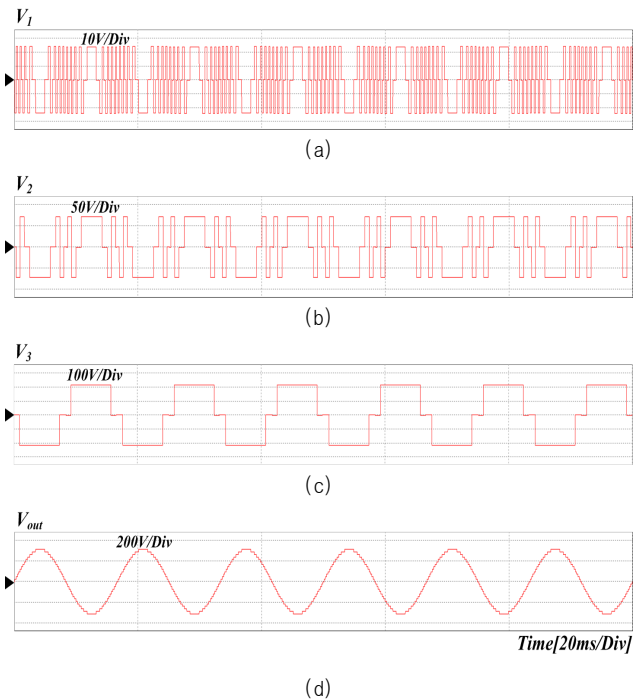 V1
10V/Div
(a)
V2
50V/Div
(b)
V3
100V/Div
(c)
Vout
200V/Div
Time[20ms/Div]
(d)